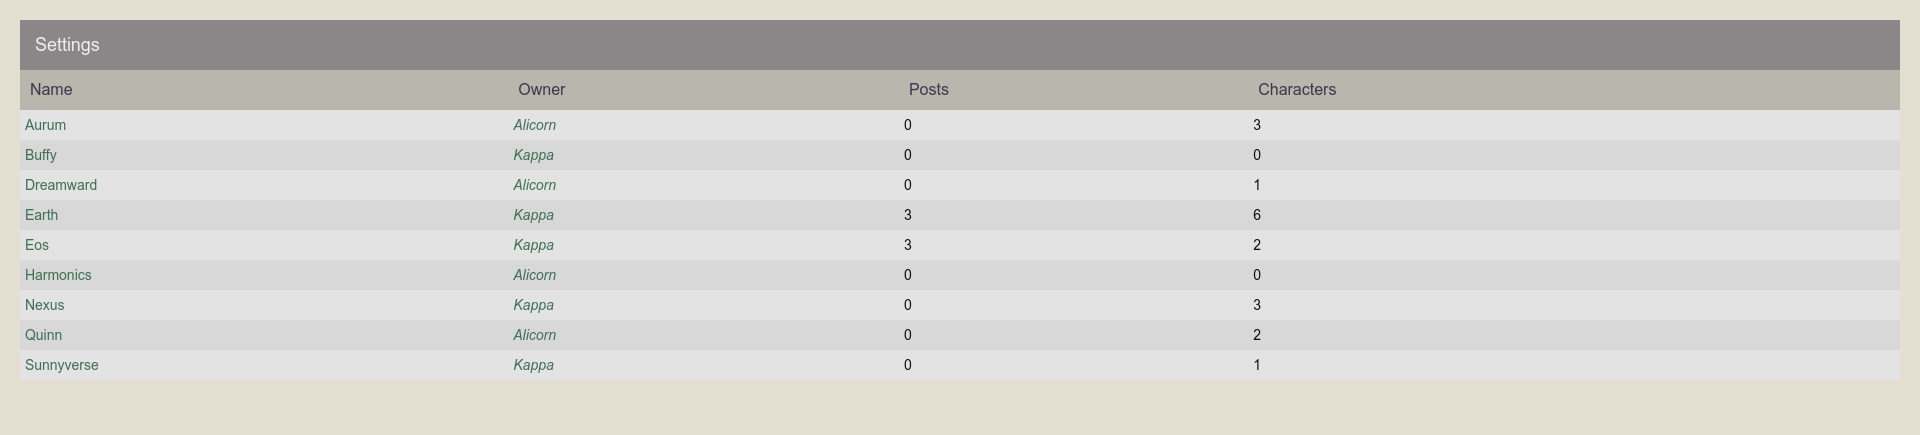 Settings
Name Owner Posts Characters
Aurum Alicorn 0 3
Buffy Kappa 0 0
Dreamward Alicorn 0 1
Earth Kappa 3 6
Eos Kappa 3 2
Harmonics Alicorn 0 0
Nexus Kappa 0 3
Quinn Alicorn 0 2
Sunnyverse Kappa 0 1